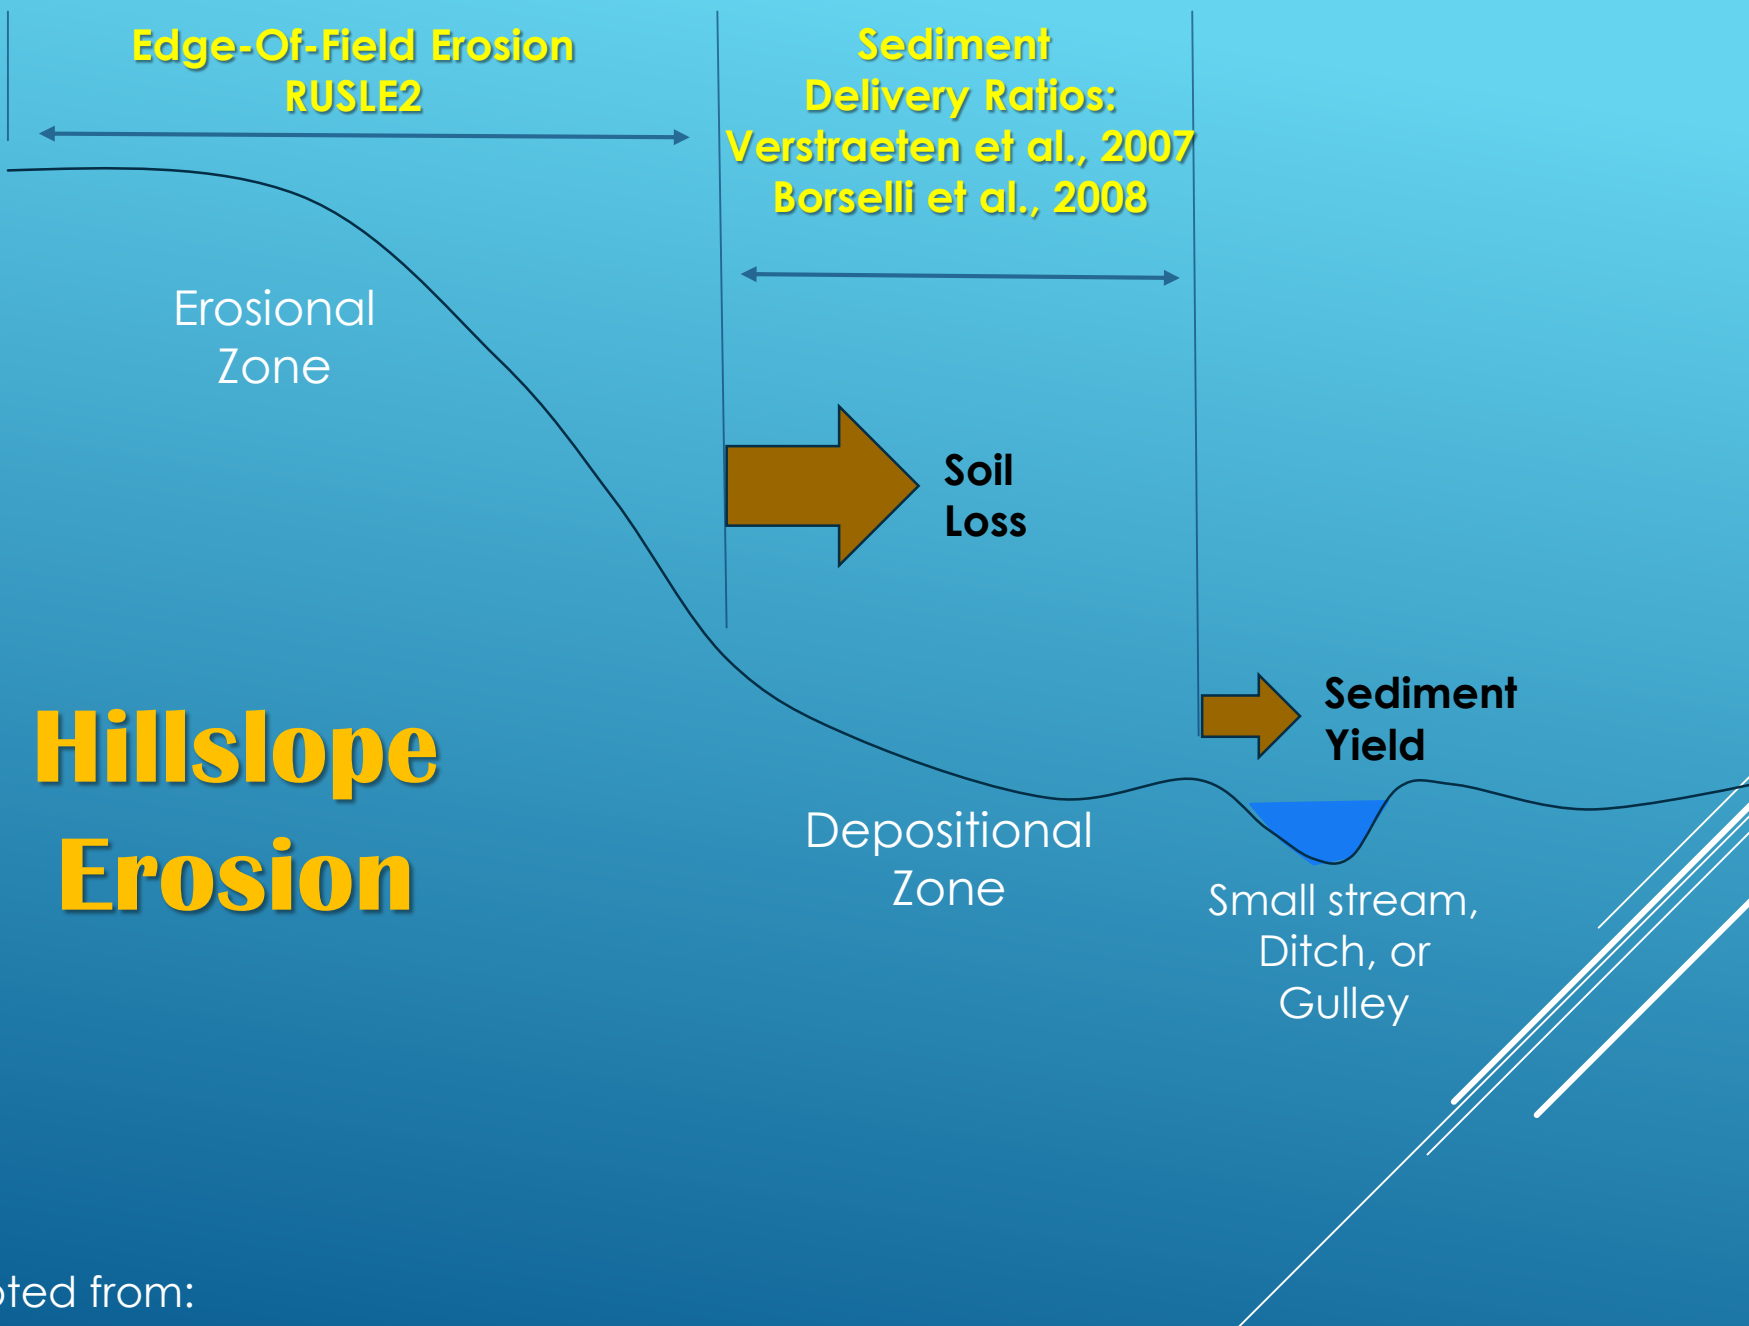 Edge-Of-Field Erosion
RUSLE2
Sediment
Delivery Ratios:
Verstraeten et al., 2007
Borselli et al., 2008
Erosional
Zone
Soil
Loss
Sediment
Yield
Hillslope
Erosion
Depositional
Zone
Small stream,
Ditch, or
Gulley
from: